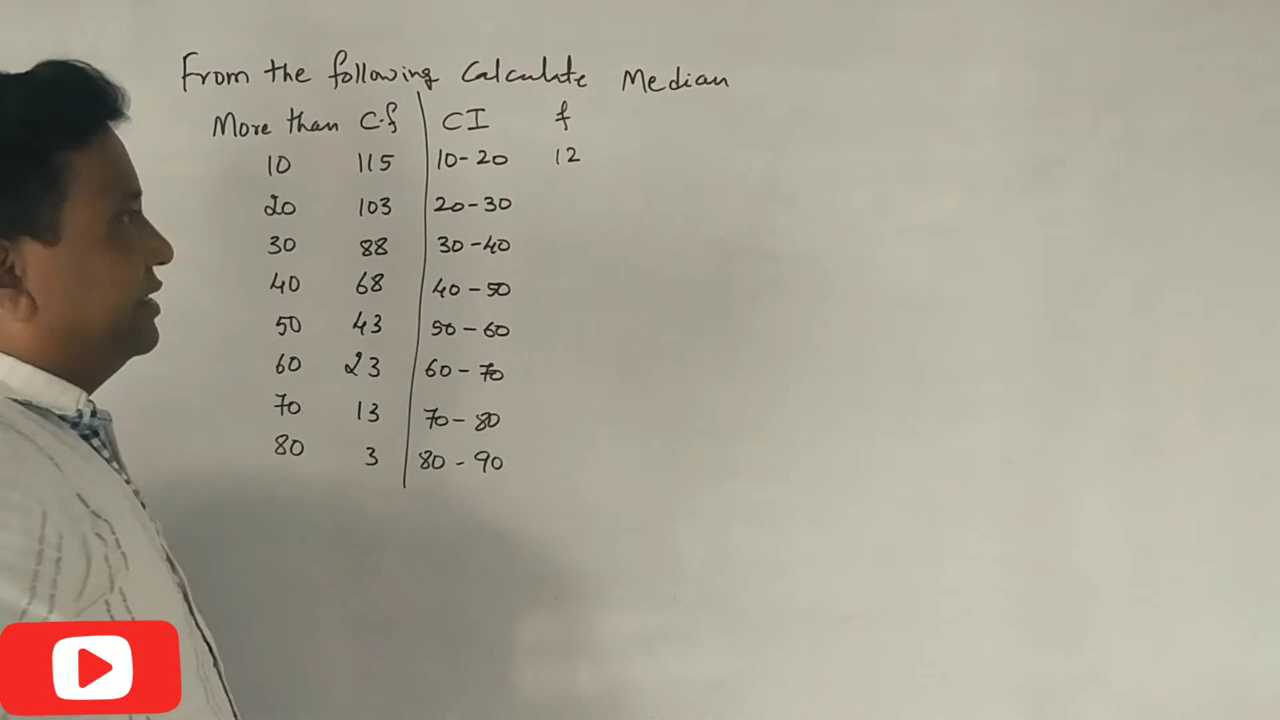 From the following Calculate Median
More than C.f CI f
10 115 10-20 12
20 103 20-30
30 88 30-40
40 68 40-50
50 43 50-60
60 23 60-70
70 13 70-80
80 3 80-90